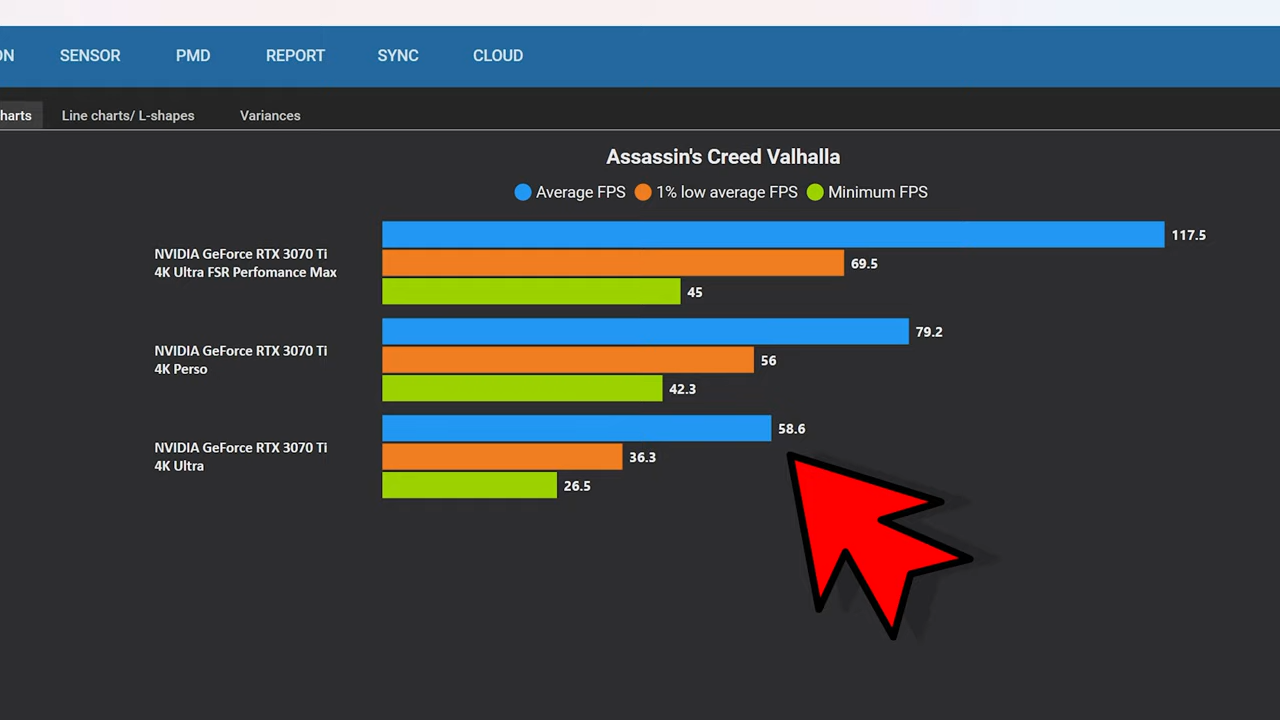 ON SENSOR PMD REPORT SYNC CLOUD
harts Line charts/ L-shapes Variances
Assassin's Creed Valhalla
Average FPS 1% low average FPS Minimum FPS
NVIDIA GeForce RTX 3070 Ti
4K Ultra FSR Perfomance Max
117.5
69.5
45
NVIDIA GeForce RTX 3070 Ti
4K Perso
79.2
56
42.3
NVIDIA GeForce RTX 3070 Ti
4K Ultra
58.6
36.3
26.5